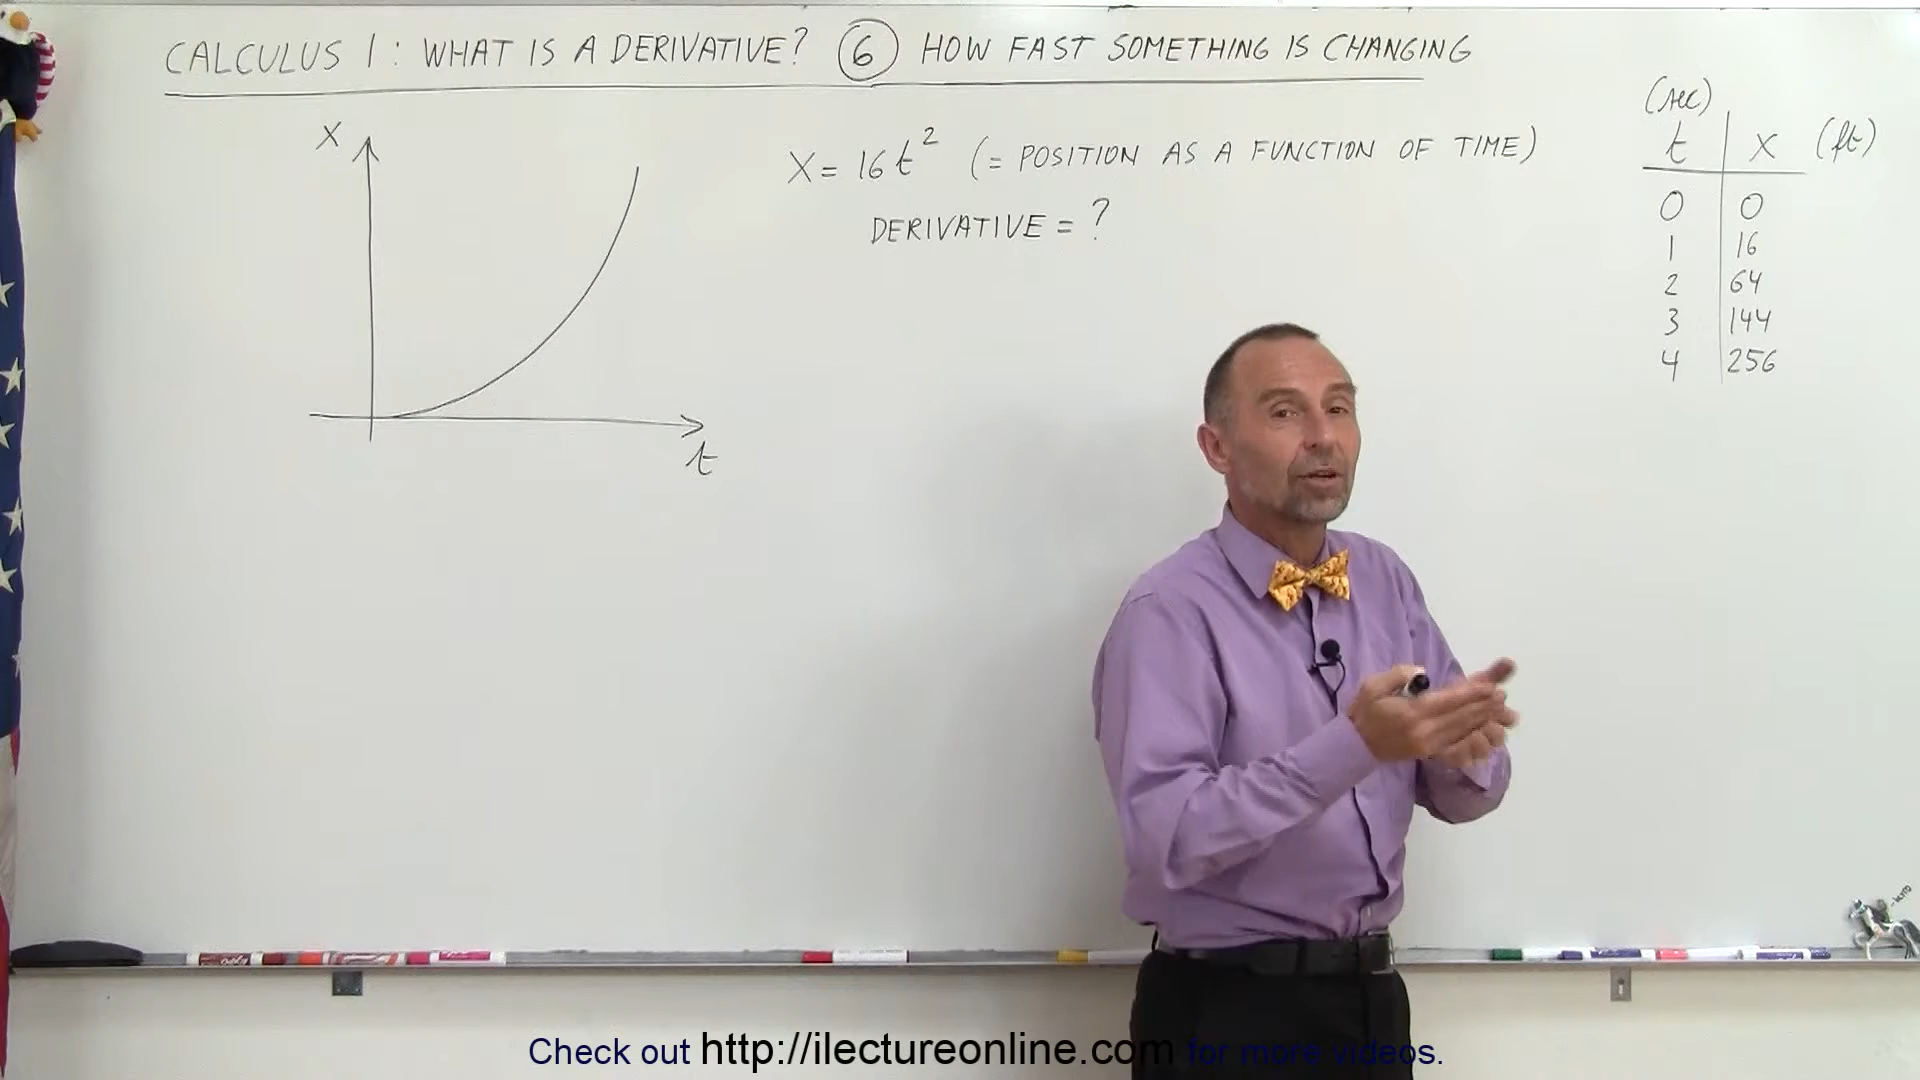 CALCULUS 1: WHAT IS A DERIVATIVE? 6 HOW FAST SOMETHING IS CHANGING
X
t
X = 16t² (= POSITION AS A FUNCTION OF TIME)
DERIVATIVE = ?
(sec)
t X (ft)
0 0
1 16
2 64
3 144
4 256
Check out http://ilectureonline.com for more videos.